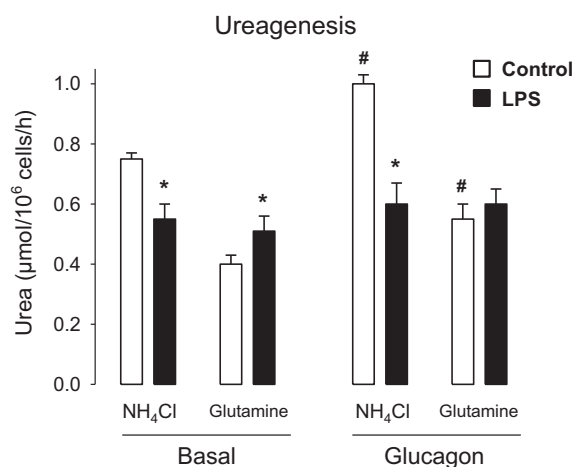 Ureagenesis
Urea (µmol/10⁶ cells/h)
1.0
0.8
0.6
0.4
0.2
0.0
#
*
*
*
#
Control
LPS
NH₄Cl Glutamine NH₄Cl Glutamine
Basal Glucagon